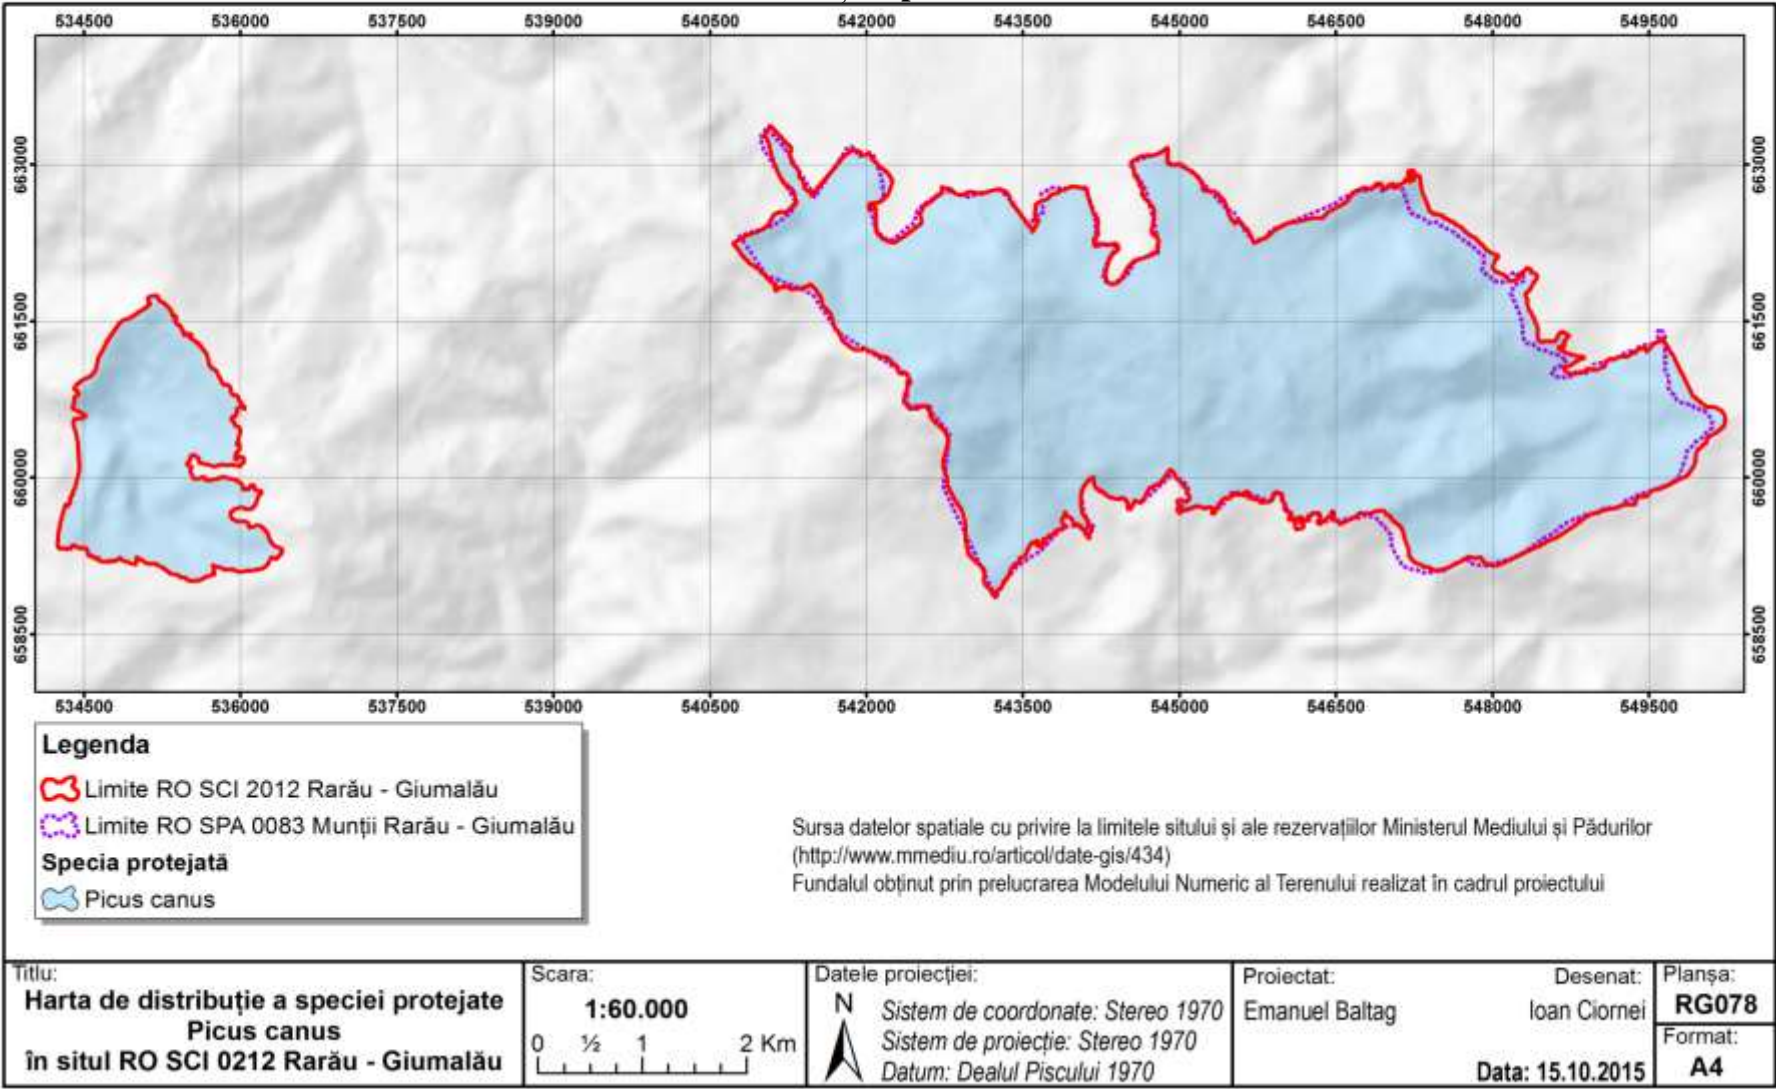 534500 536000 537500 539000 540500 542000 543500 545000 546500 548000 549500
663000 663000
661500 661500
660000 660000
658500 658500
534500 536000 537500 539000 540500 542000 543500 545000 546500 548000 549500
Legenda
Limite RO SCI 2012 Rarău - Giumalău
Limite RO SPA 0083 Munții Rarău - Giumalău
Specia protejată
Picus canus
Sursa datelor spatiale cu privire la limitele sitului și ale rezervațiilor Ministerul Mediului și Pădurilor
(http://www.mmediu.ro/articol/date-gis/434)
Fundalul obținut prin prelucrarea Modelului Numeric al Terenului realizat în cadrul proiectului
Titlu:
Harta de distribuție a speciei protejate
Picus canus
în situl RO SCI 0212 Rarău - Giumalău
Scara:
1:60.000
0 ½ 1 2 Km
Datele proiecției:
N
Sistem de coordonate: Stereo 1970
Sistem de proiecție: Stereo 1970
Datum: Dealul Piscului 1970
Proiectat: Desenat:
Emanuel Baltag Ioan Ciornei
Data: 15.10.2015
Planșa:
RG078
Format:
A4